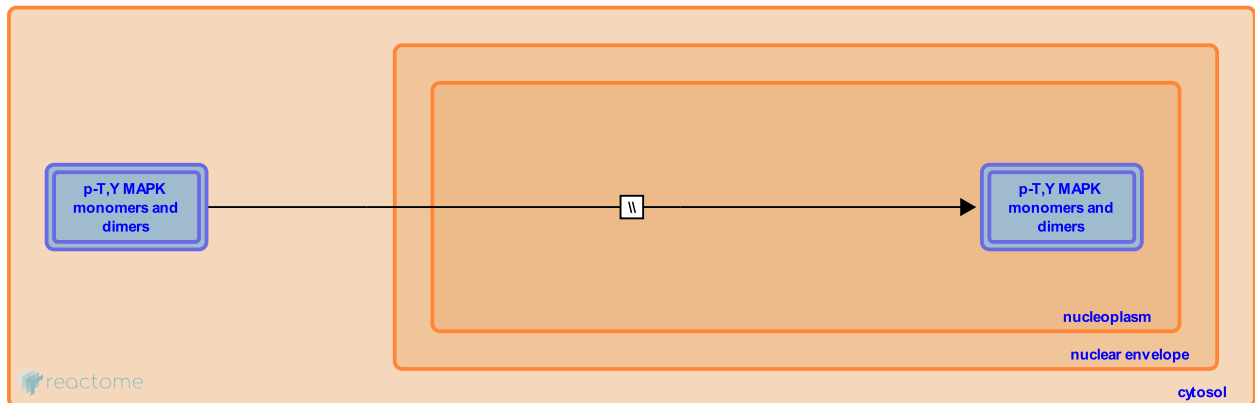 p-T,Y MAPK
monomers and
dimers
\\
p-T,Y MAPK
monomers and
dimers
nucleoplasm
nuclear envelope
reactome
cytosol